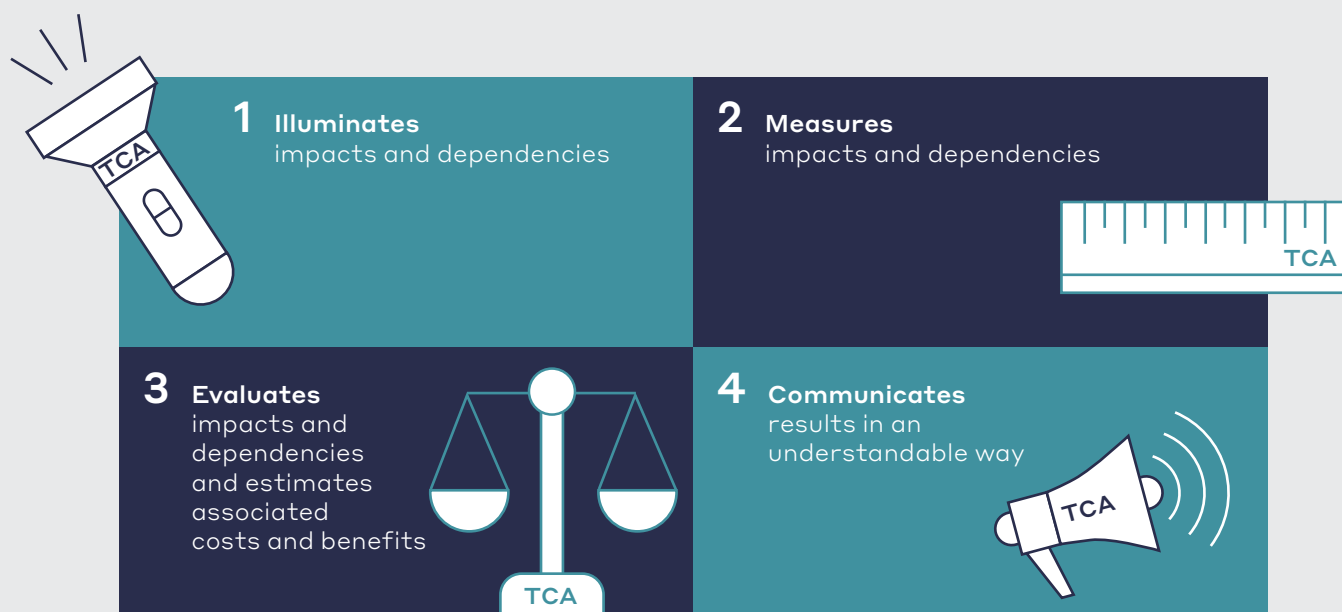 TCA
1 Illuminates
impacts and dependencies
2 Measures
impacts and dependencies
TCA
3 Evaluates
impacts and
dependencies
and estimates
associated
costs and benefits
TCA
4 Communicates
results in an
understandable way
TCA